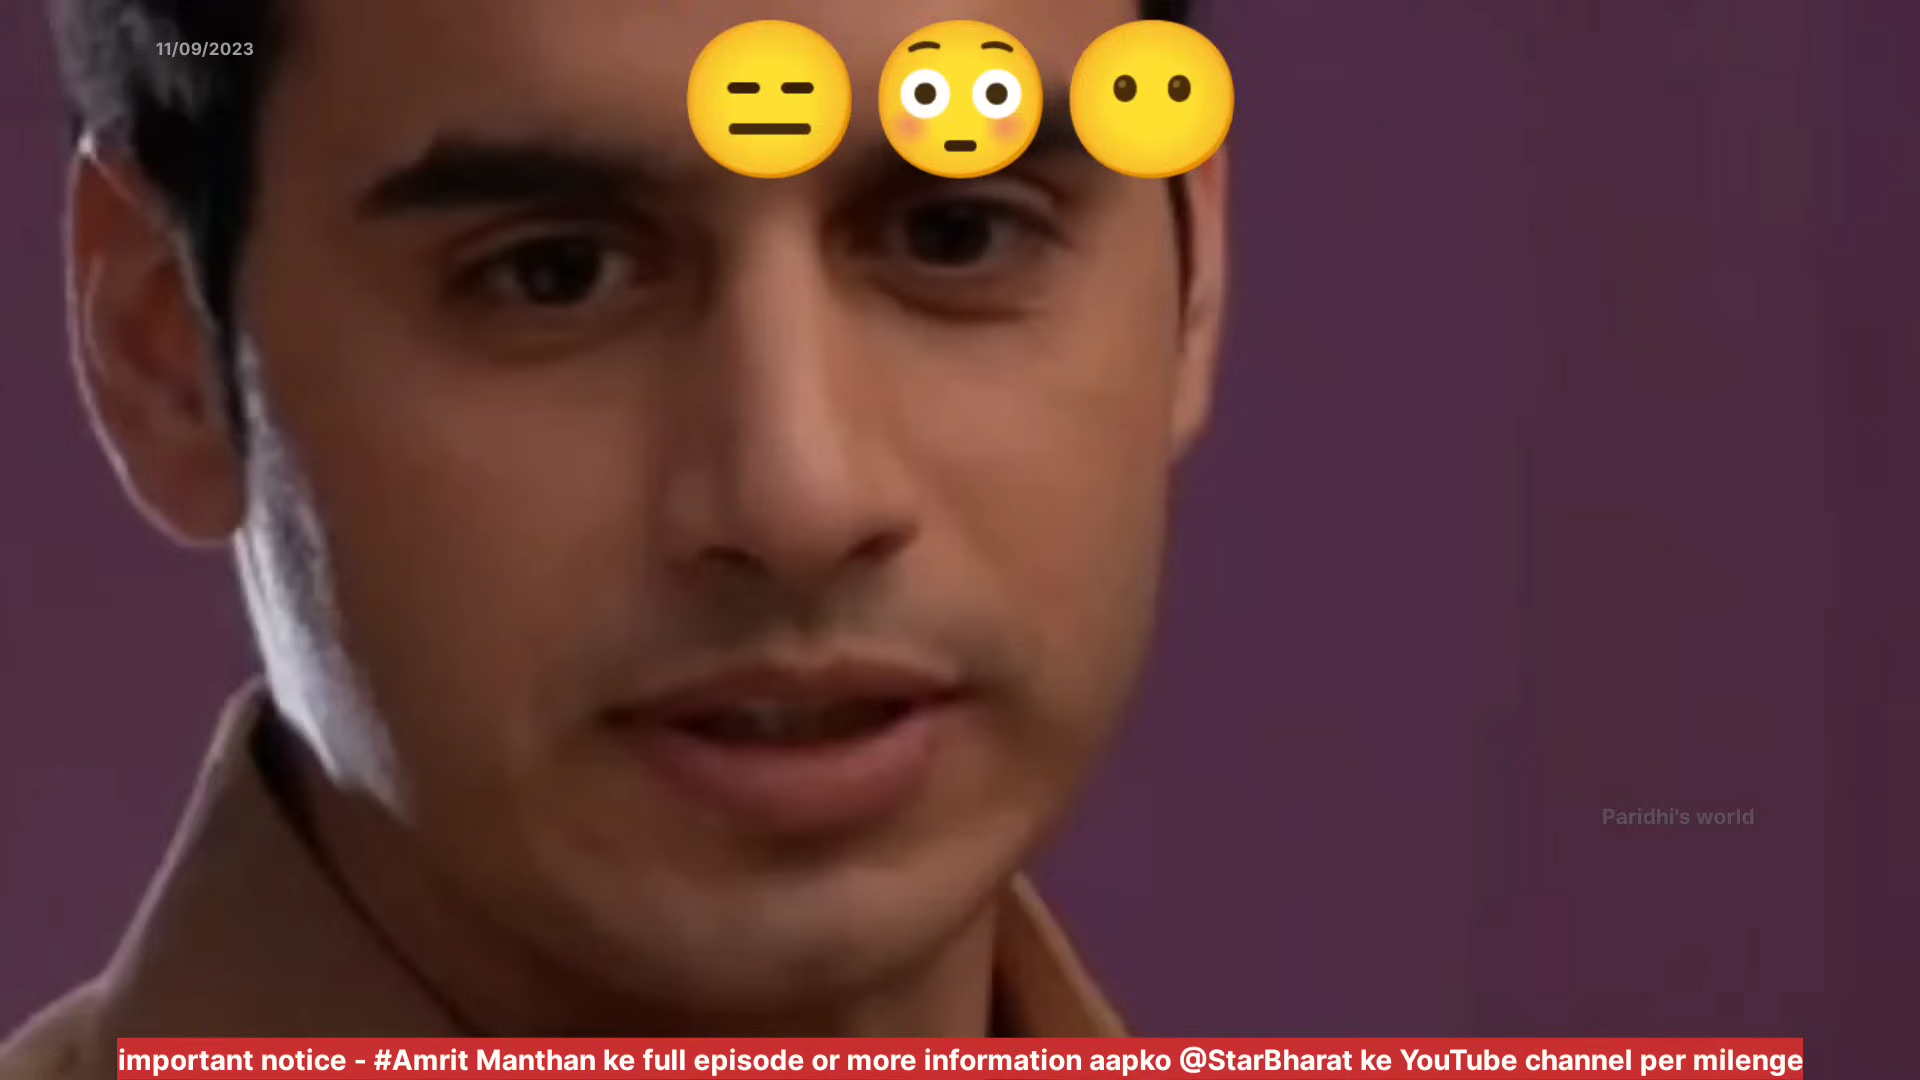 11/09/2023
Paridhi's world
important notice - #Amrit Manthan ke full episode or more information aapko @StarBharat ke YouTube channel per milenge